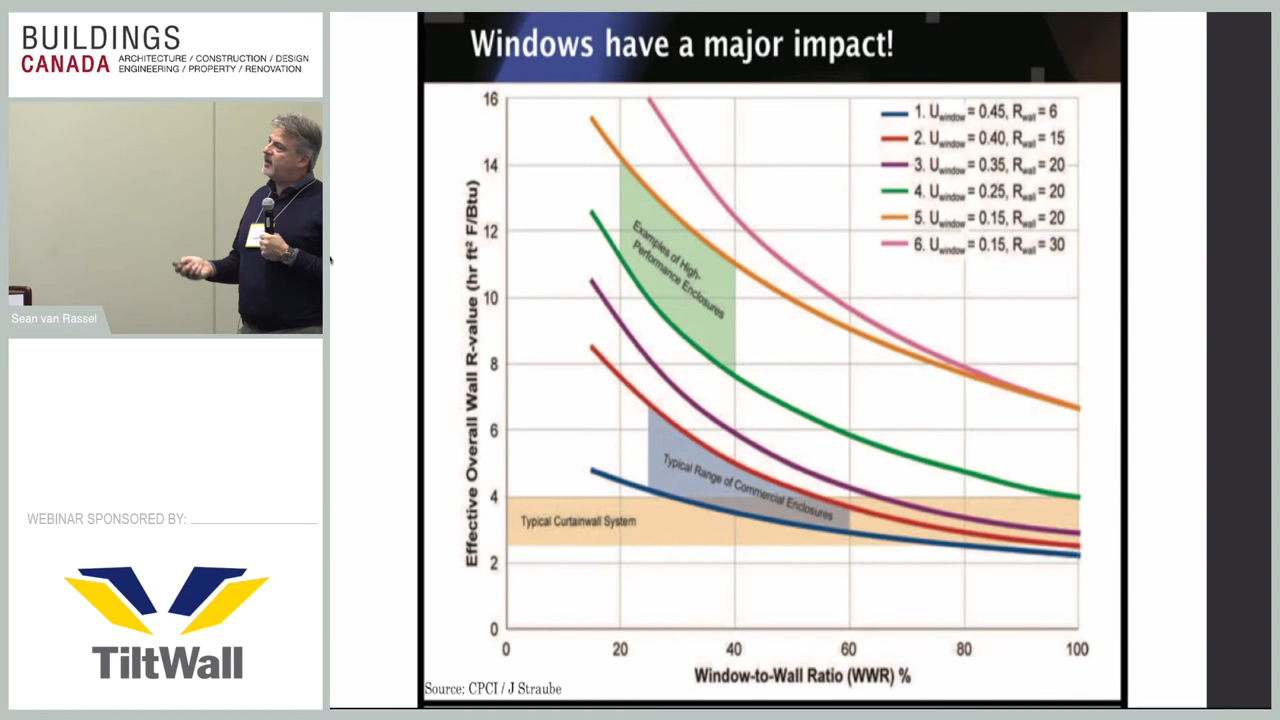 BUILDINGS
CANADA
ARCHITECTURE / CONSTRUCTION / DESIGN
ENGINEERING / PROPERTY / RENOVATION
Sean van Rassel
WEBINAR SPONSORED BY:
TiltWall
Windows have a major impact!
Effective Overall Wall R-value (hr ft² F/Btu)
16
14
12
10
8
6
4
2
0
1. Uwindow = 0.45, Rwall = 6
2. Uwindow = 0.40, Rwall = 15
3. Uwindow = 0.35, Rwall = 20
4. Uwindow = 0.25, Rwall = 20
5. Uwindow = 0.15, Rwall = 20
6. Uwindow = 0.15, Rwall = 30
Examples of High-
Performance Enclosures
Typical Range of Commercial Enclosures
Typical Curtainwall System
0 20 40 60 80 100
Window-to-Wall Ratio (WWR) %
Source: CPCI / J Straube